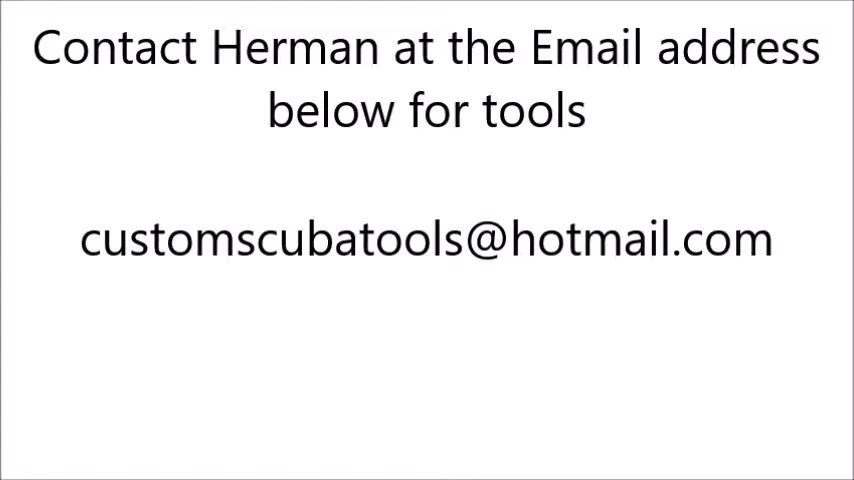 Contact Herman at the Email address
below for tools
customscubatools@hotmail.com